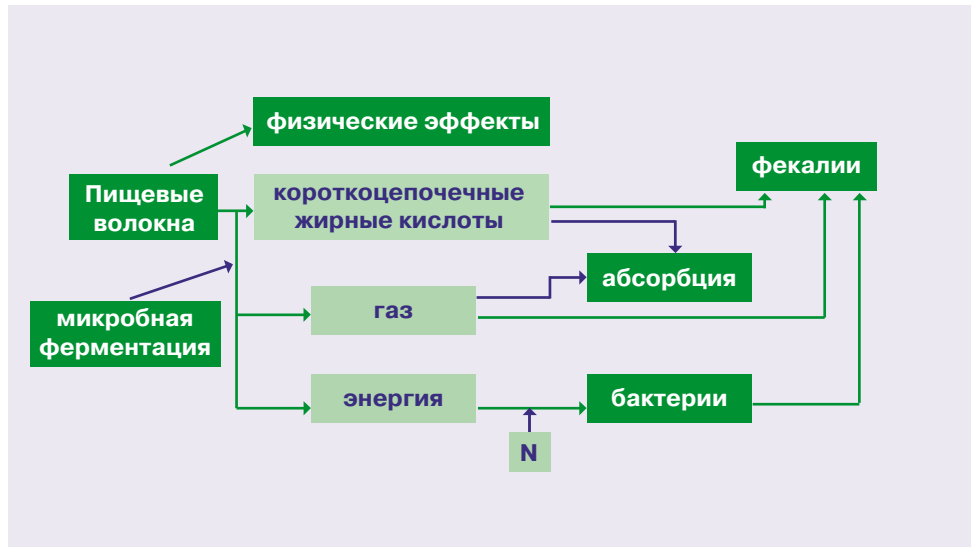 физические эффекты
фекалии
Пищевые
волокна
короткоцепочечные
жирные кислоты
абсорбция
газ
микробная
ферментация
энергия
бактерии
N